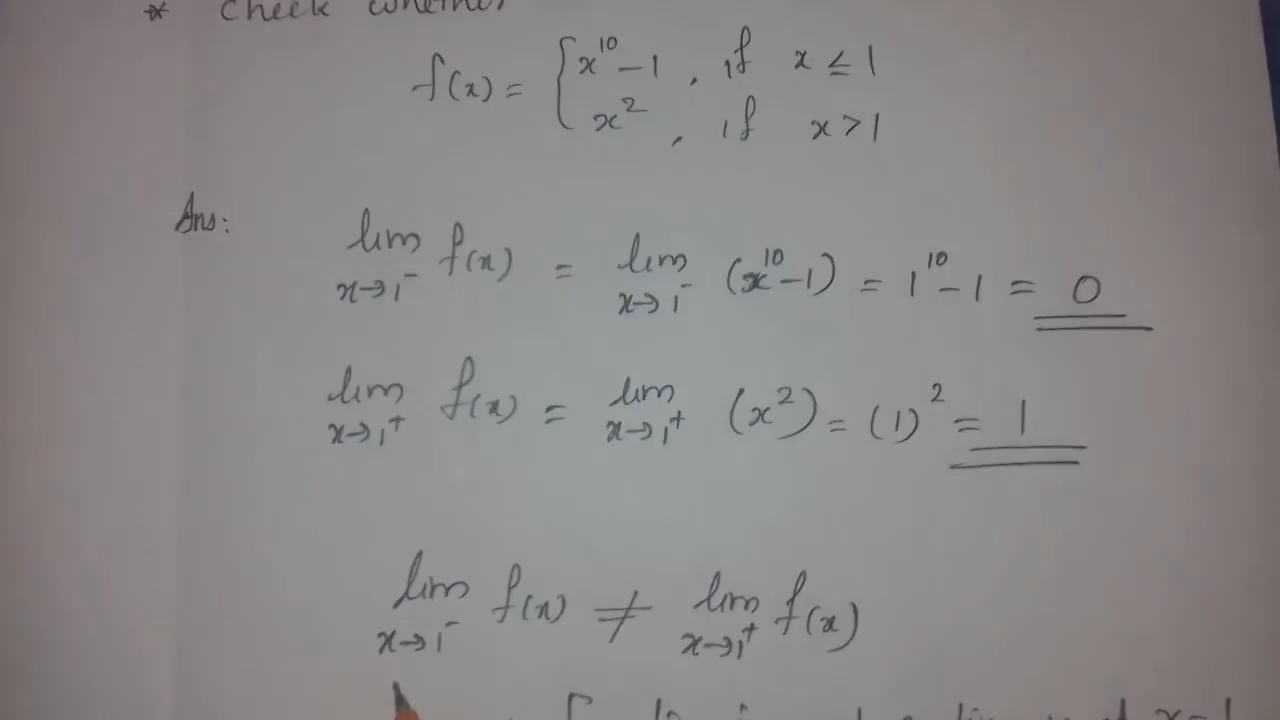 * Check whether
f(x) = { x^10 - 1 , if x ≤ 1
x^2 , if x > 1
Ans:
lim x→1^- f(x) = lim x→1^- (x^10 - 1) = 1^10 - 1 = 0
lim x→1^+ f(x) = lim x→1^+ (x^2) = (1)^2 = 1
lim x→1^- f(x) ≠ lim x→1^+ f(x)